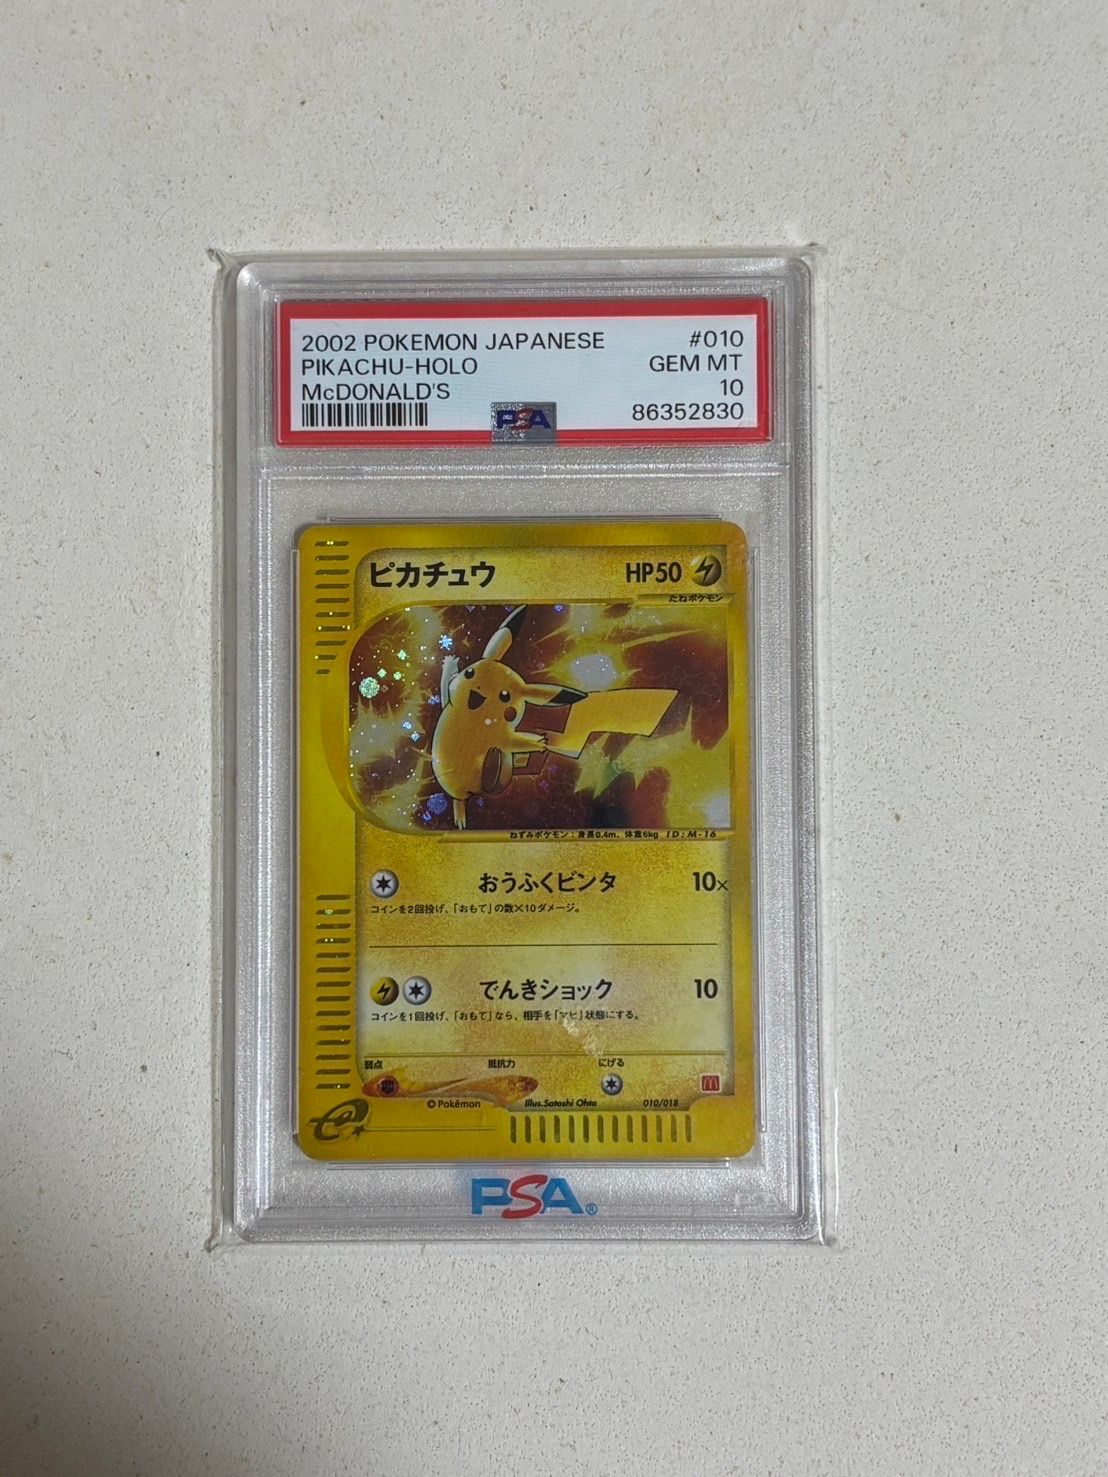 2002 POKEMON JAPANESE #010
PIKACHU-HOLO GEM MT
McDONALD'S 10
86352830
PSA
ピカチュウ HP50
たねポケモン
ねずみポケモン：身長0.4m、体重6kg ID:M-16
おうふくビンタ 10×
コインを2回投げ、「おもて」の数×10ダメージ。
でんきショック 10
コインを1回投げ、「おもて」なら、相手を「マヒ」状態にする。
弱点 抵抗力 にげる
©Pokémon Illus.Satoshi Ohta 010/018
e
PSA®